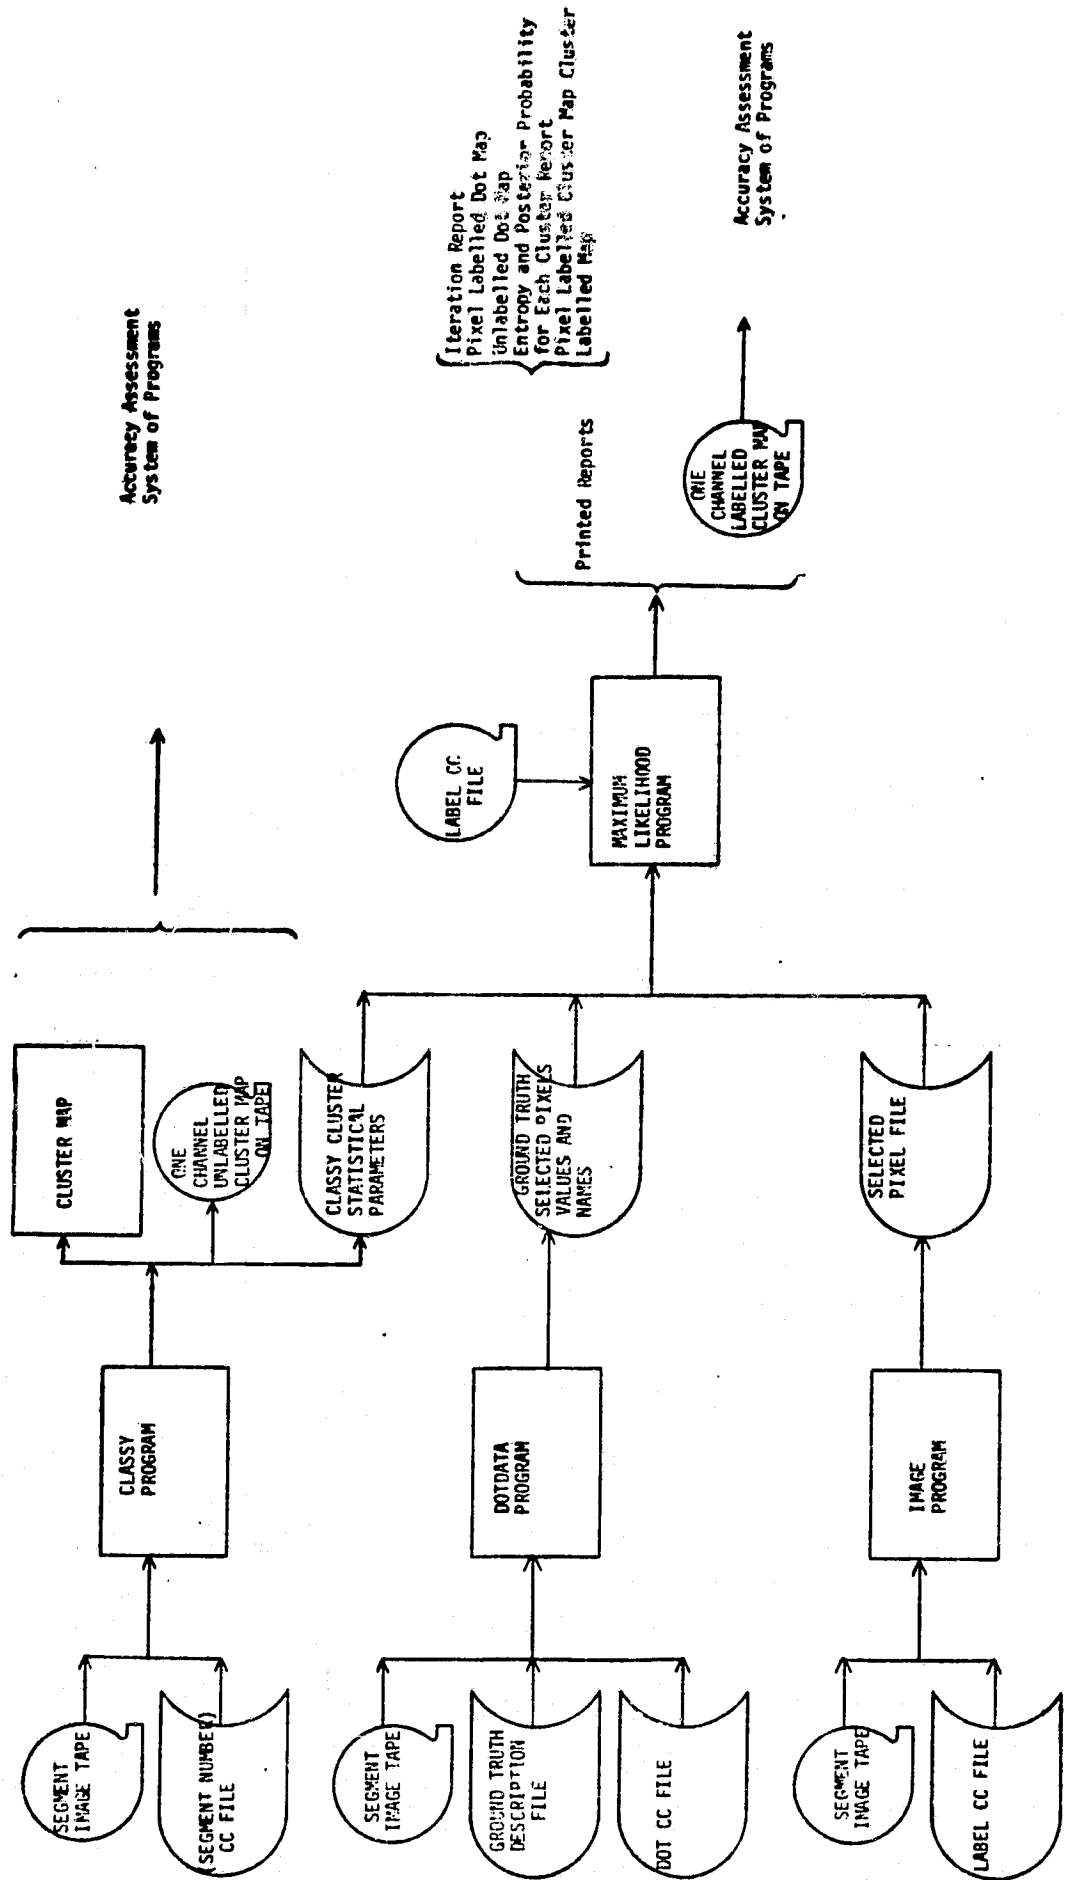 SEGMENT
IMAGE TAPE
(SEGMENT NUMBER)
CC FILE
CLASSY
PROGRAM
CLUSTER MAP
ONE
CHANNEL
UNLABELLED
CLUSTER MAP
ON TAPE
CLASSY CLUSTER
STATISTICAL
PARAMETERS
Accuracy Assessment
System of Programs
SEGMENT
IMAGE TAPE
GROUND TRUTH
DESCRIPTION
FILE
DOT CC FILE
DOTDATA
PROGRAM
GROUND TRUTH
SELECTED PIXELS
VALUES AND
NAMES
SEGMENT
IMAGE TAPE
LABEL CC FILE
IMAGE
PROGRAM
SELECTED
PIXEL FILE
LABEL CC
FILE
MAXIMUM
LIKELIHOOD
PROGRAM
Printed Reports
Iteration Report
Pixel Labelled Dot Map
Unlabelled Dot Map
Entropy and Posterior Probability
for Each Cluster Report
Pixel Labelled Cluster Map Cluster
Labelled Map
ONE
CHANNEL
LABELLED
CLUSTER MAP
ON TAPE
Accuracy Assessment
System of Programs